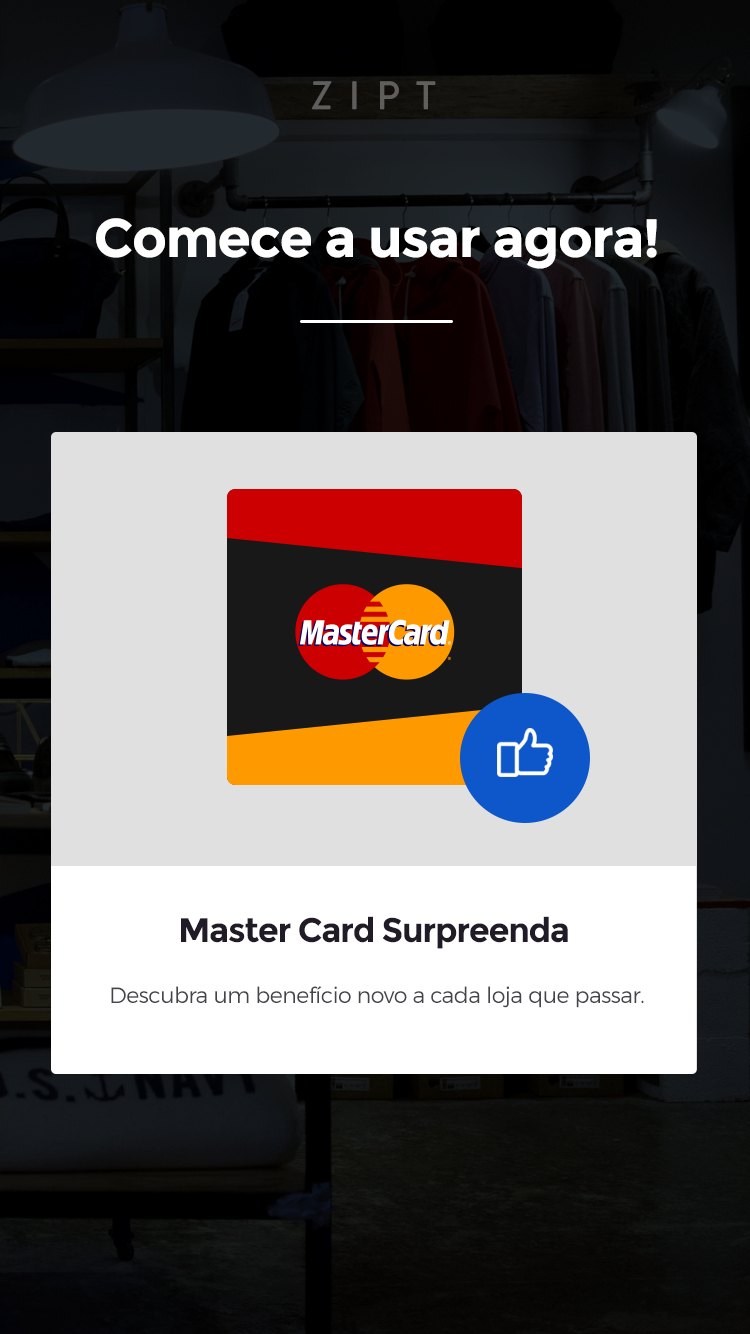 ZIPT
Comece a usar agora!
MasterCard
Master Card Surpreenda
Descubra um benefício novo a cada loja que passar.
U.S. NAVY